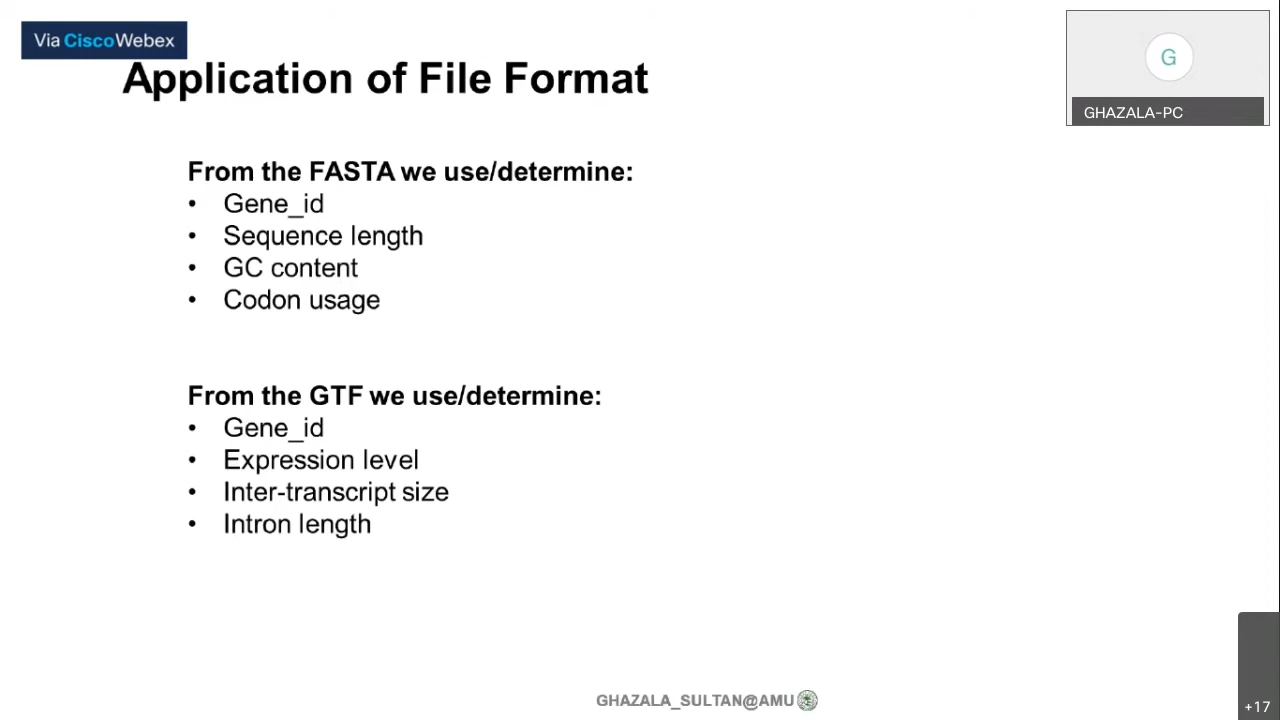 Via CiscoWebex
Application of File Format
G
GHAZALA-PC
From the FASTA we use/determine:
• Gene_id
• Sequence length
• GC content
• Codon usage
From the GTF we use/determine:
• Gene_id
• Expression level
• Inter-transcript size
• Intron length
GHAZALA_SULTAN@AMU
+17